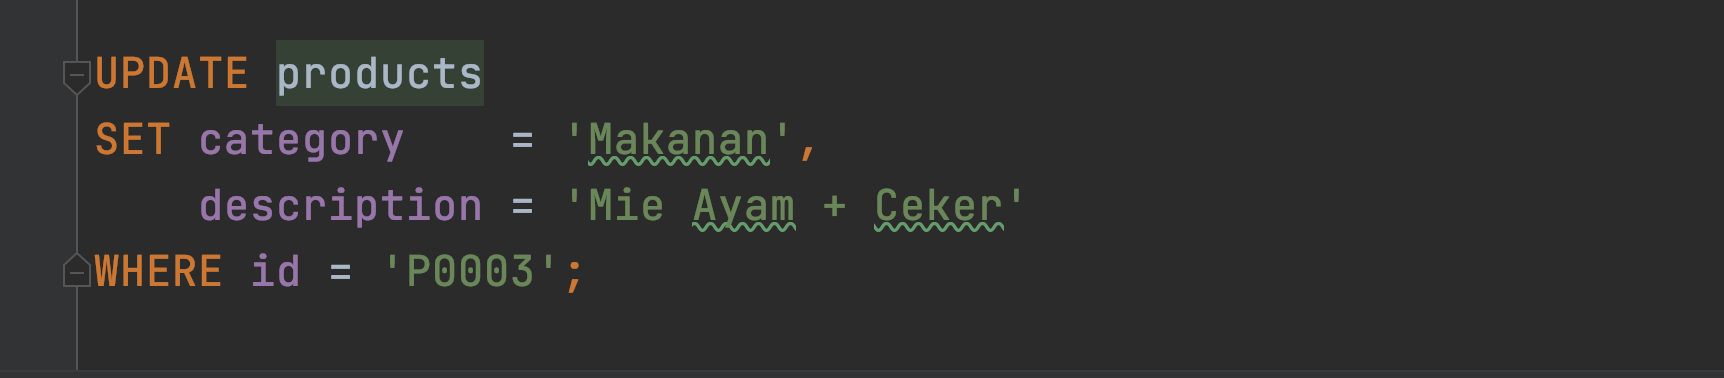 UPDATE products
SET category    = 'Makanan',
    description = 'Mie Ayam + Ceker'
WHERE id = 'P0003';